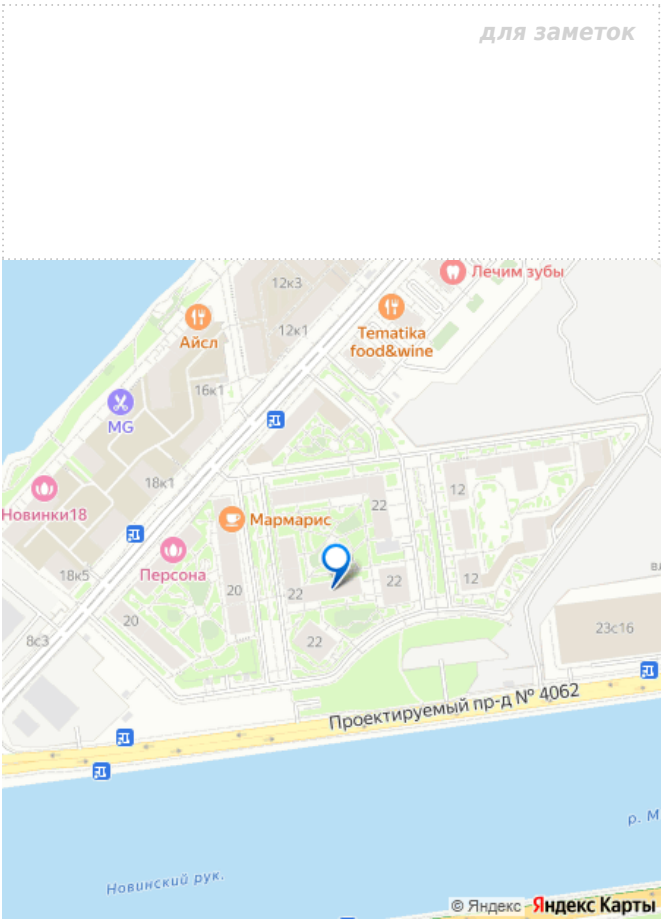 для заметок
Лечим зубы
12к3
Айсл
12к1
Tematika
food&wine
16к1
MG
18к1
12
22
Новинки18
Мармарис
Персона
18к5
20
22
22
12
20
22
8с3
23с16
Проектируемый пр-д № 4062
р. М
Новинский рук.
© Яндекс Яндекс Карты